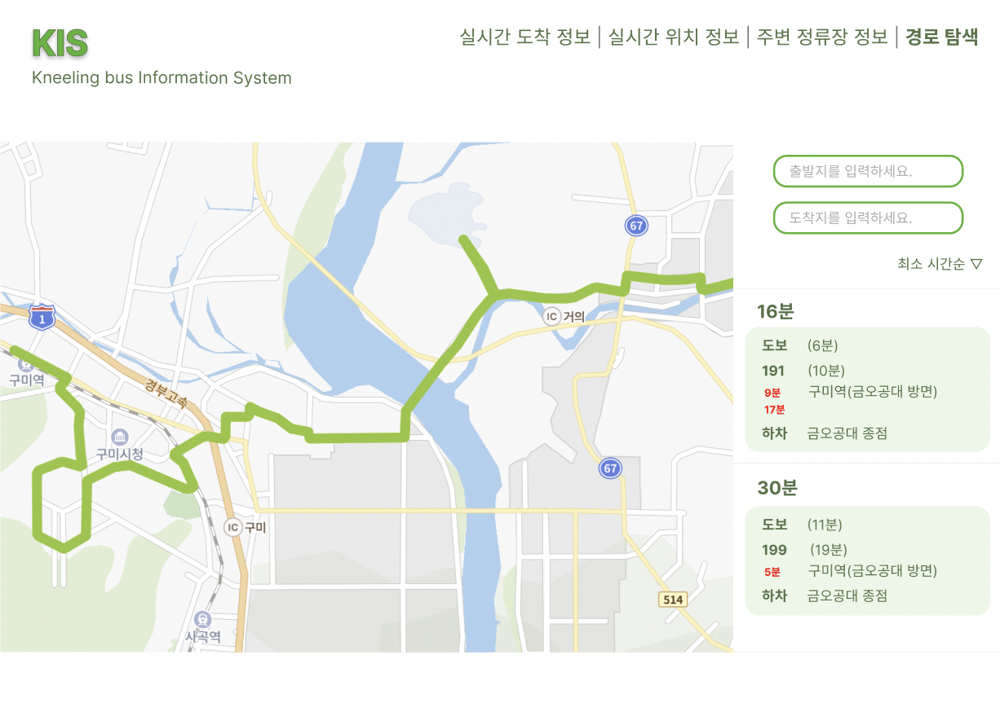 KIS
Kneeling bus Information System
실시간 도착 정보 | 실시간 위치 정보 | 주변 정류장 정보 | 경로 탐색
67
1
IC 거의
구미역
경부고속
구미시청
67
IC 구미
514
사곡역
출발지를 입력하세요.
도착지를 입력하세요.
최소 시간순 ▽
16분
도보 (6분)
191 (10분)
9분 구미역(금오공대 방면)
17분
하차 금오공대 종점
30분
도보 (11분)
199 (19분)
5분 구미역(금오공대 방면)
하차 금오공대 종점